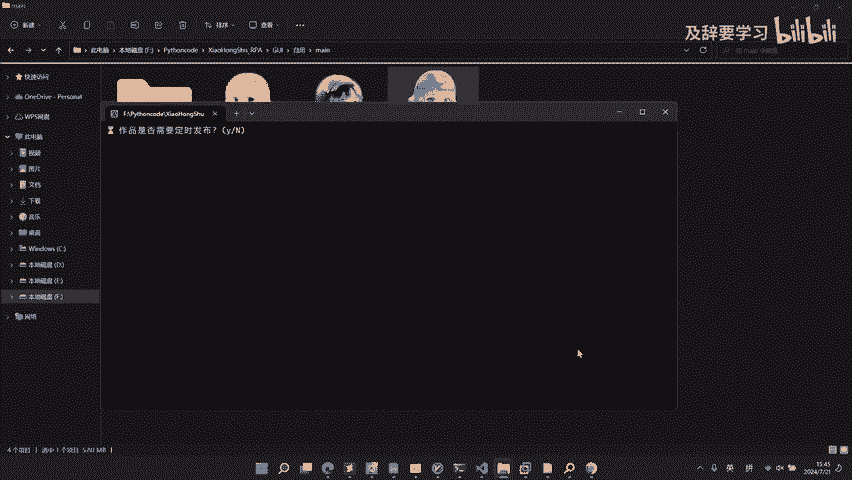 main
新建
排序
查看
此电脑 › 本地磁盘 (F:) › Pythoncode › XiaoHongShu_RPA › GUI › 自用 › main
及辞要学习 bilibili
快速访问
OneDrive - Personal
WPS网盘
此电脑
视频
图片
文档
下载
音乐
桌面
Windows (C:)
本地磁盘 (D:)
本地磁盘 (E:)
本地磁盘 (F:)
网络
F:\Pythoncode\XiaoHongShu
作品是否需要定时发布? (y/N)
4 个项目 选中 1 个项目 5.80 MB
英
拼
15:45
2024/7/21